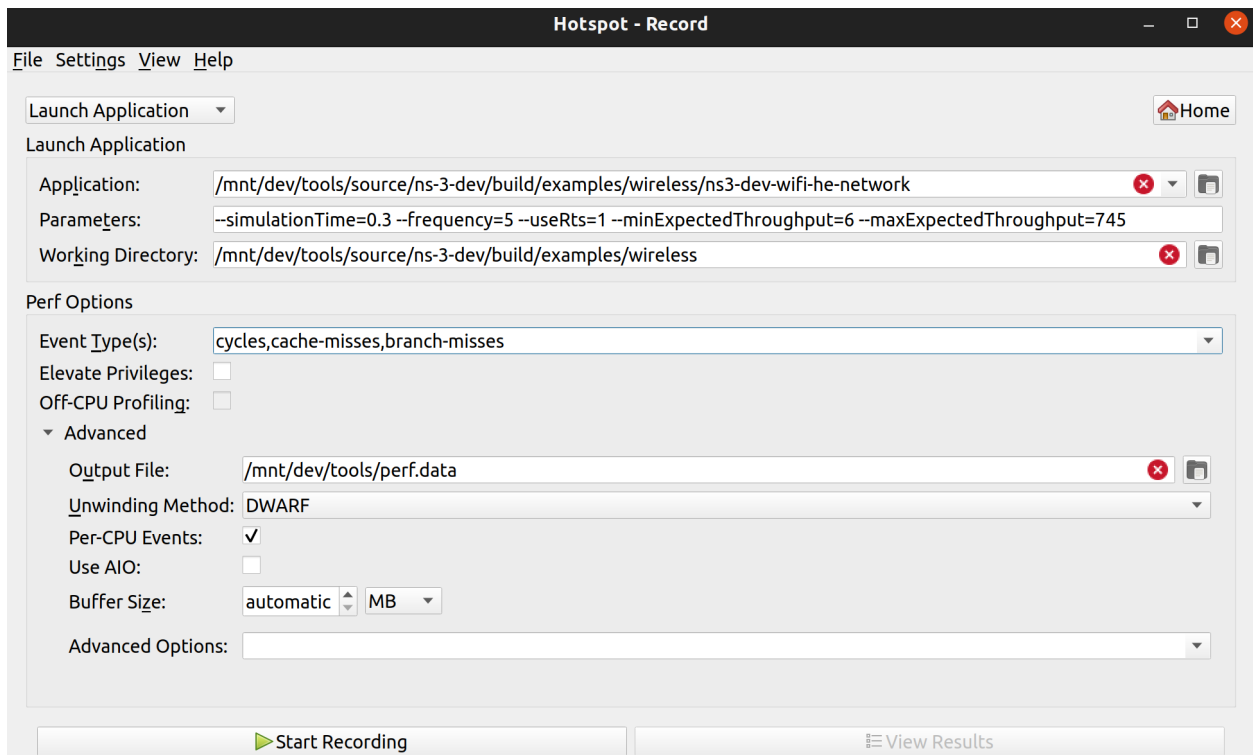 Hotspot - Record
File Settings View Help
Launch Application
Home
Launch Application
Application: /mnt/dev/tools/source/ns-3-dev/build/examples/wireless/ns3-dev-wifi-he-network
Parameters: --simulationTime=0.3 --frequency=5 --useRts=1 --minExpectedThroughput=6 --maxExpectedThroughput=745
Working Directory: /mnt/dev/tools/source/ns-3-dev/build/examples/wireless
Perf Options
Event Type(s): cycles,cache-misses,branch-misses
Elevate Privileges:
Off-CPU Profiling:
Advanced
Output File: /mnt/dev/tools/perf.data
Unwinding Method: DWARF
Per-CPU Events:
Use AIO:
Buffer Size: automatic MB
Advanced Options:
Start Recording View Results